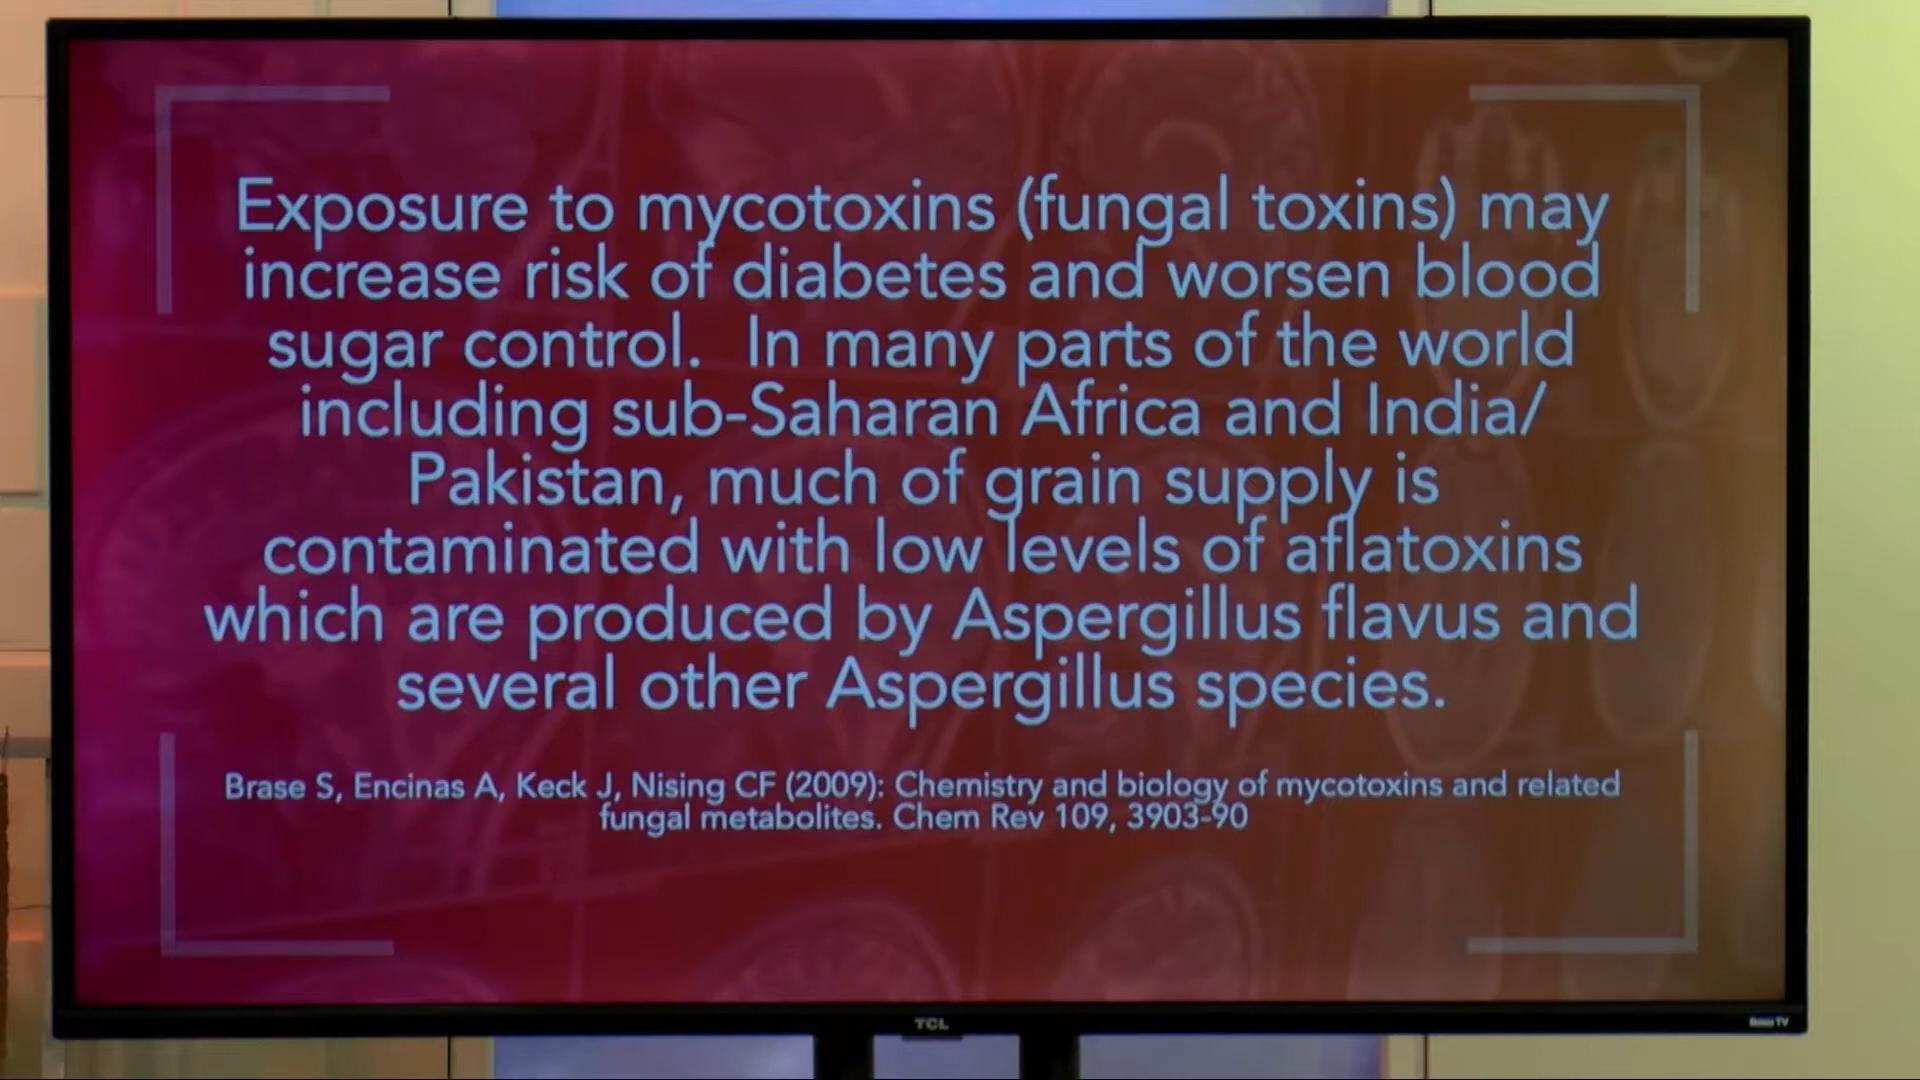 Exposure to mycotoxins (fungal toxins) may
increase risk of diabetes and worsen blood
sugar control. In many parts of the world
including sub-Saharan Africa and India/
Pakistan, much of grain supply is
contaminated with low levels of aflatoxins
which are produced by Aspergillus flavus and
several other Aspergillus species.
Brase S, Encinas A, Keck J, Nising CF (2009): Chemistry and biology of mycotoxins and related
fungal metabolites. Chem Rev 109, 3903-90
TCL
Roku TV